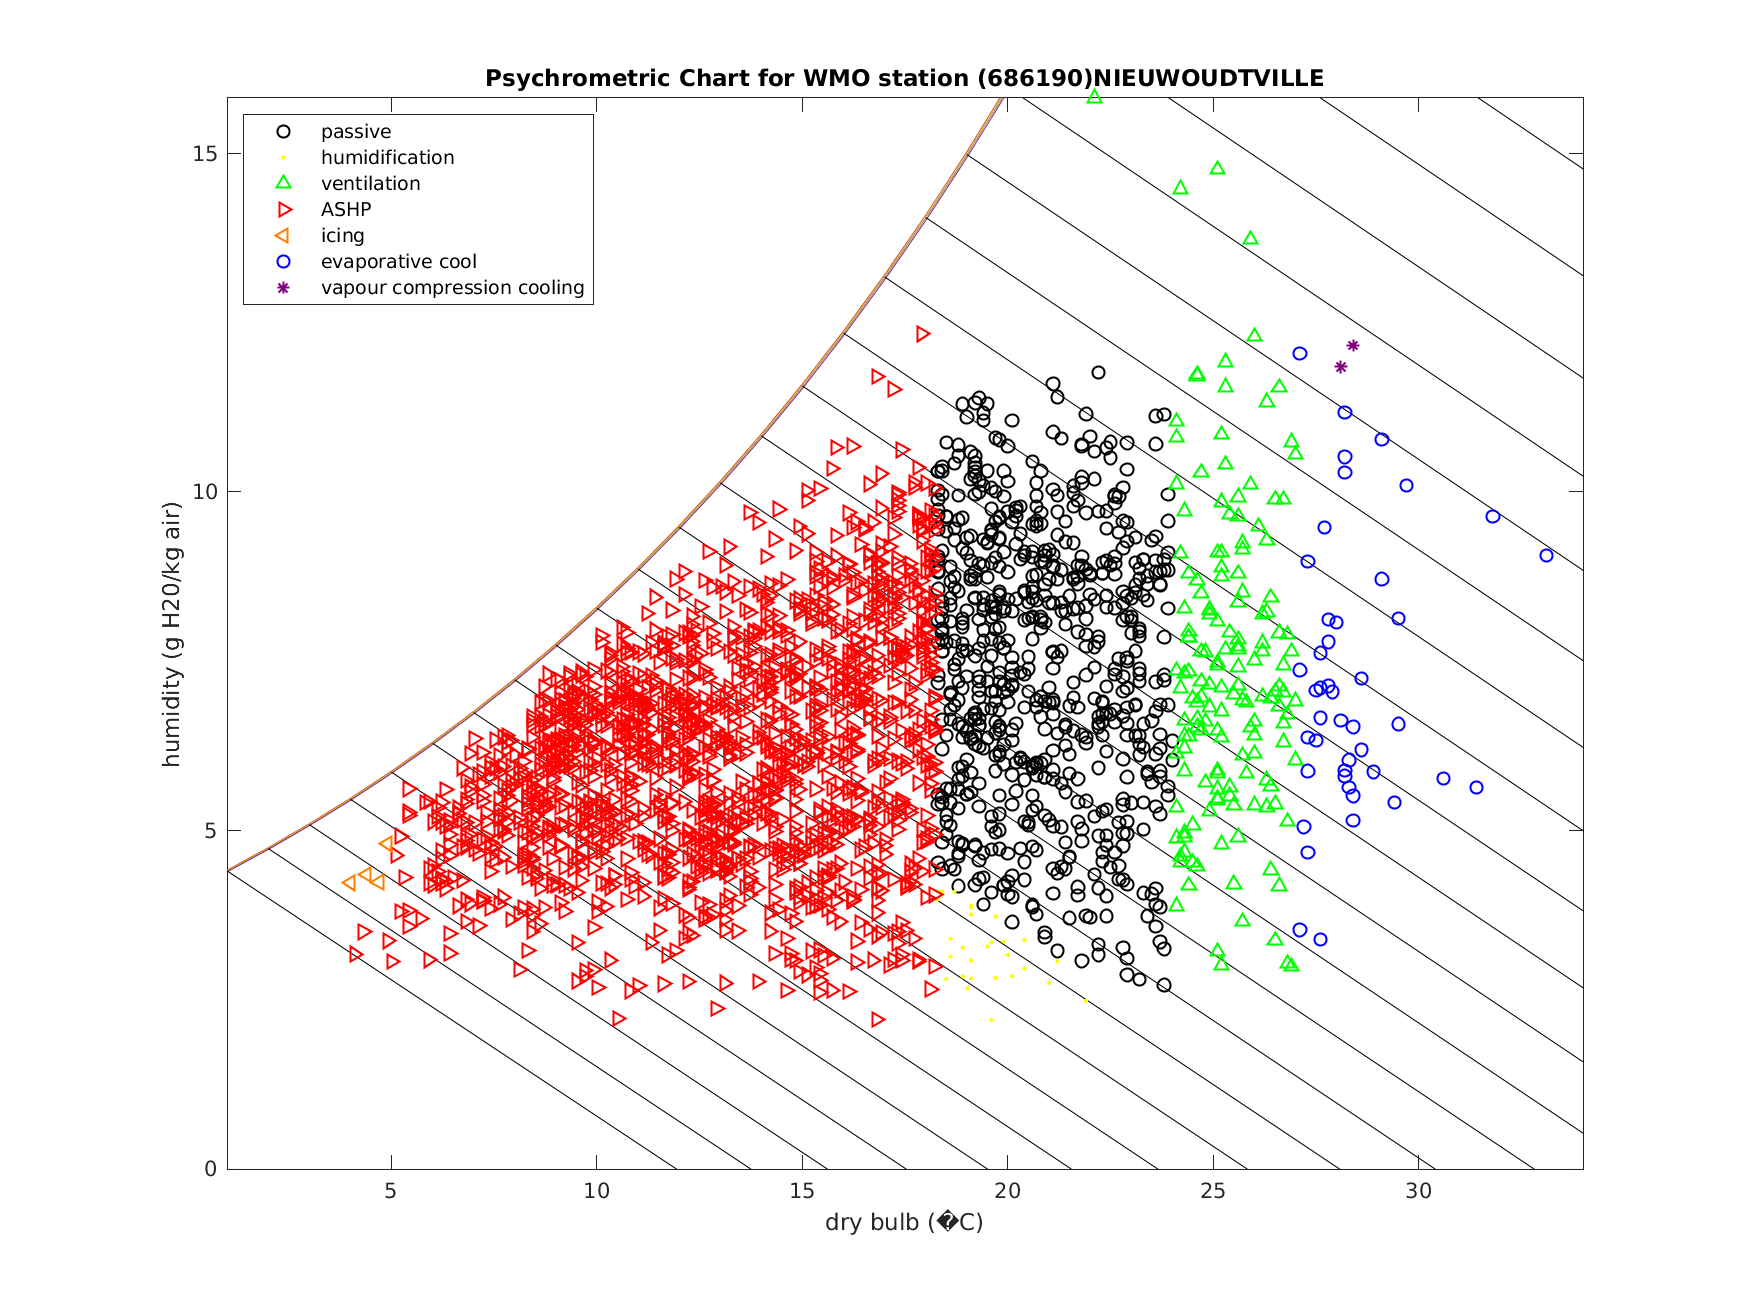 Psychrometric Chart for WMO station (686190)NIEUWOUDTVILLE
passive
humidification
ventilation
ASHP
icing
evaporative cool
vapour compression cooling
humidity (g H20/kg air)
15
10
5
0
5
10
15
20
25
30
dry bulb (�C)